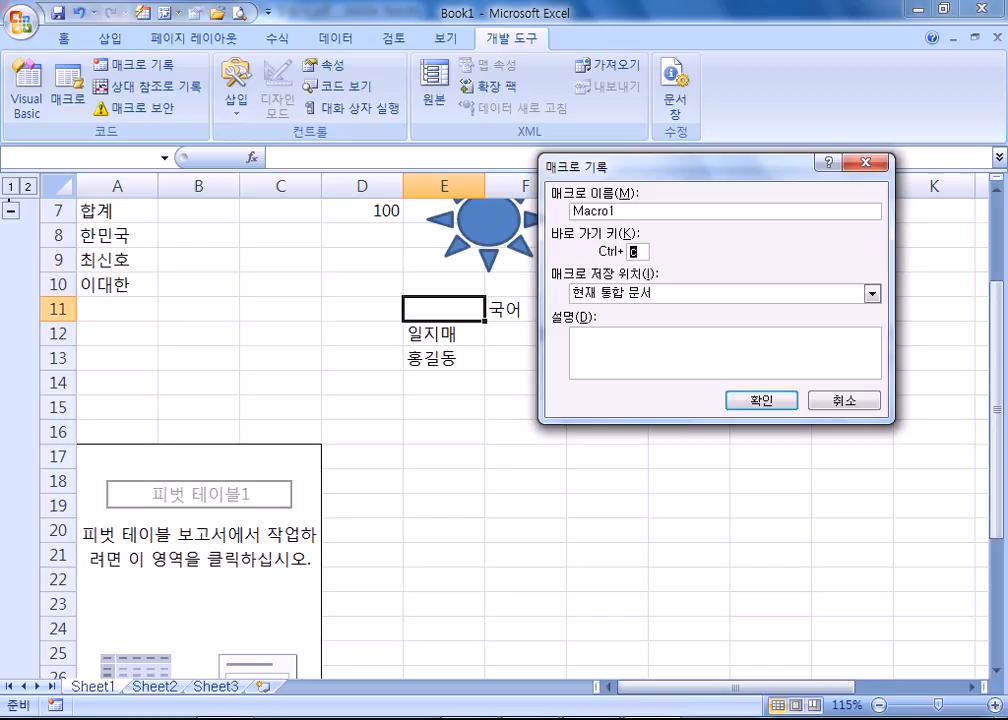 Book1 - Microsoft Excel
홈 삽입 페이지 레이아웃 수식 데이터 검토 보기 개발 도구
Visual Basic
매크로
매크로 기록
상대 참조로 기록
매크로 보안
코드
삽입
디자인 모드
속성
코드 보기
대화 상자 실행
컨트롤
원본
맵 속성
확장 팩
데이터 새로 고침
가져오기
내보내기
XML
문서 창
수정
fx
1 2
A B C D E F K
7 합계 100
8 한민국
9 최신호
10 이대한
11 국어
12 일지매
13 홍길동
14
15
16
17
18
19
20
21
22
23
24
25
26
피벗 테이블1
피벗 테이블 보고서에서 작업하
려면 이 영역을 클릭하십시오.
매크로 기록
매크로 이름(M):
Macro1
바로 가기 키(K):
Ctrl+ c
매크로 저장 위치(I):
현재 통합 문서
설명(D):
확인 취소
Sheet1 Sheet2 Sheet3
준비 115%